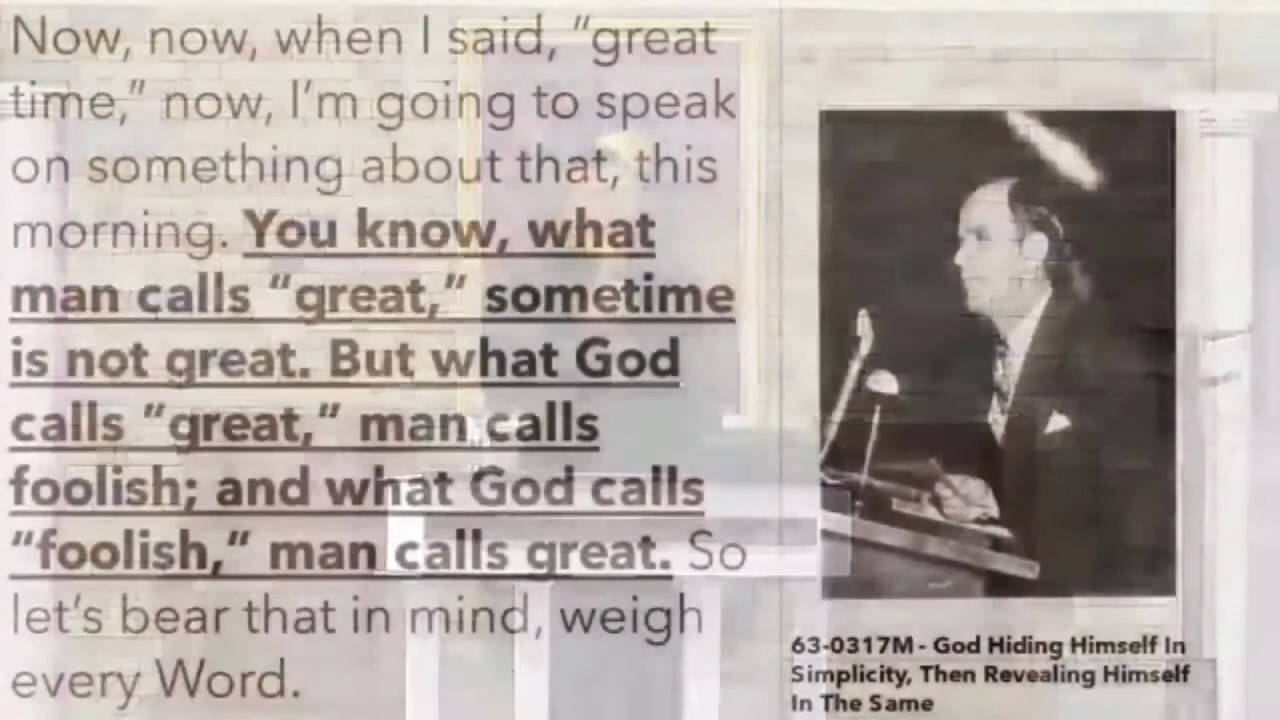 Now, now, when I said, “great
time,” now, I’m going to speak
on something about that, this
morning. You know, what
man calls “great,” sometime
is not great. But what God
calls “great,” man calls
foolish; and what God calls
“foolish,“ man calls great. So
let’s bear that in mind, weigh
every Word.
63-0317M - God Hiding Himself In
Simplicity, Then Revealing Himself
In The Same